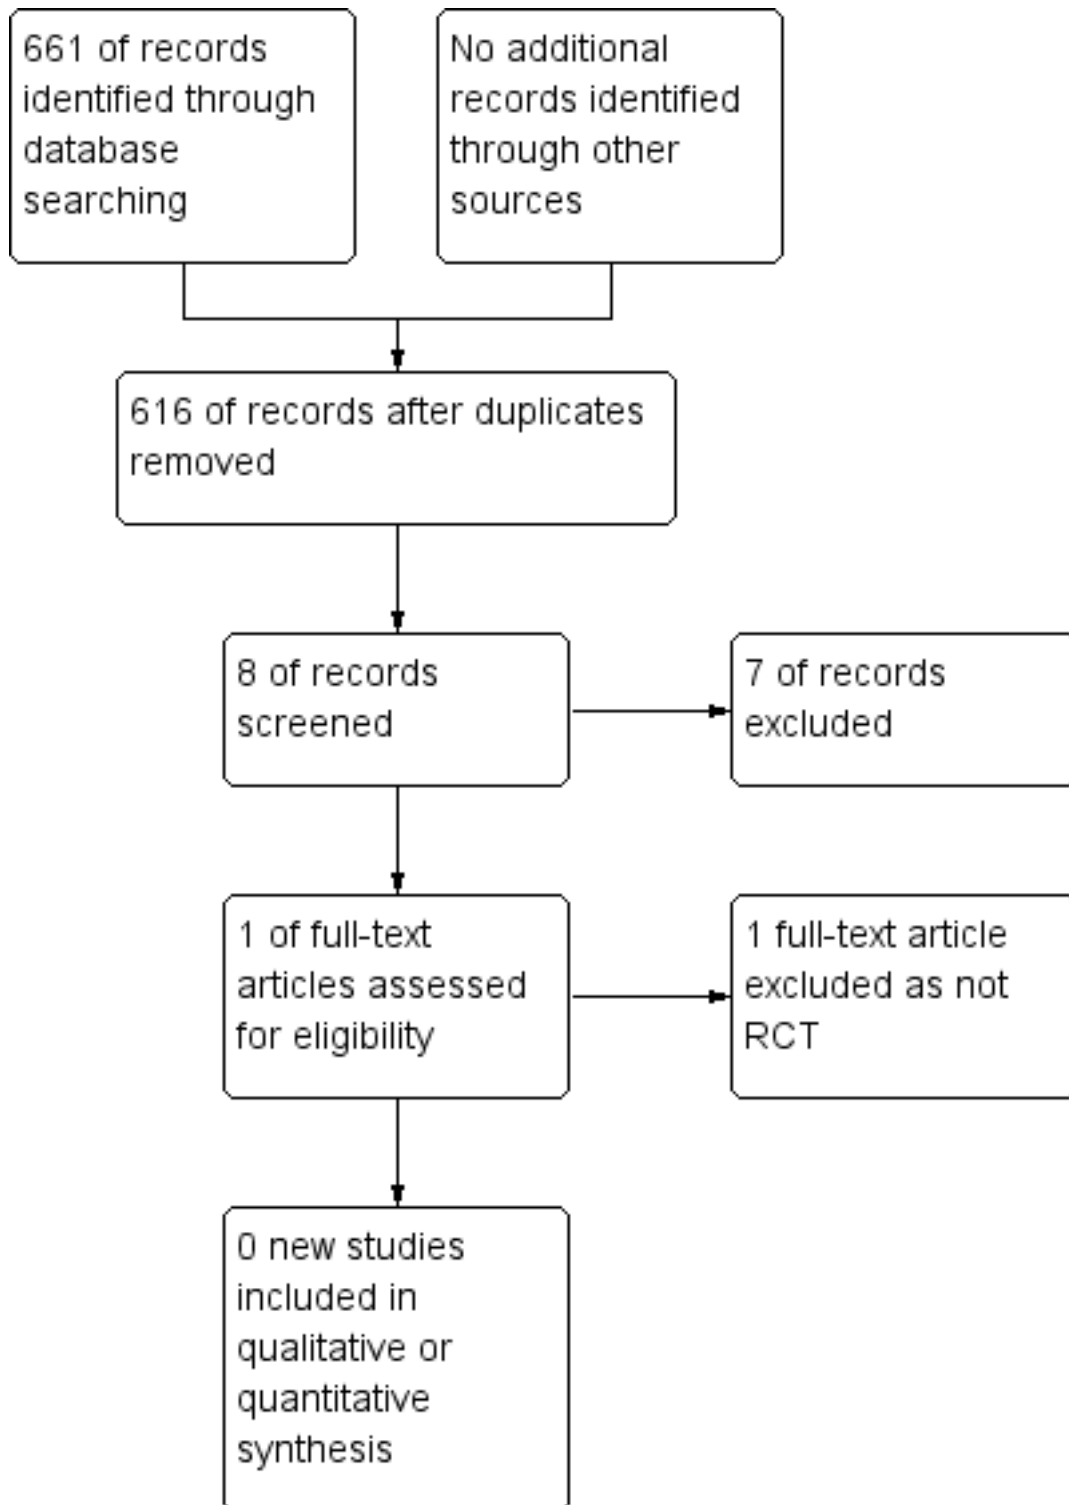 661 of records
identified through
database
searching
No additional
records identified
through other
sources
616 of records after duplicates
removed
8 of records
screened
7 of records
excluded
1 of full-text
articles assessed
for eligibility
1 full-text article
excluded as not
RCT
0 new studies
included in
qualitative or
quantitative
synthesis